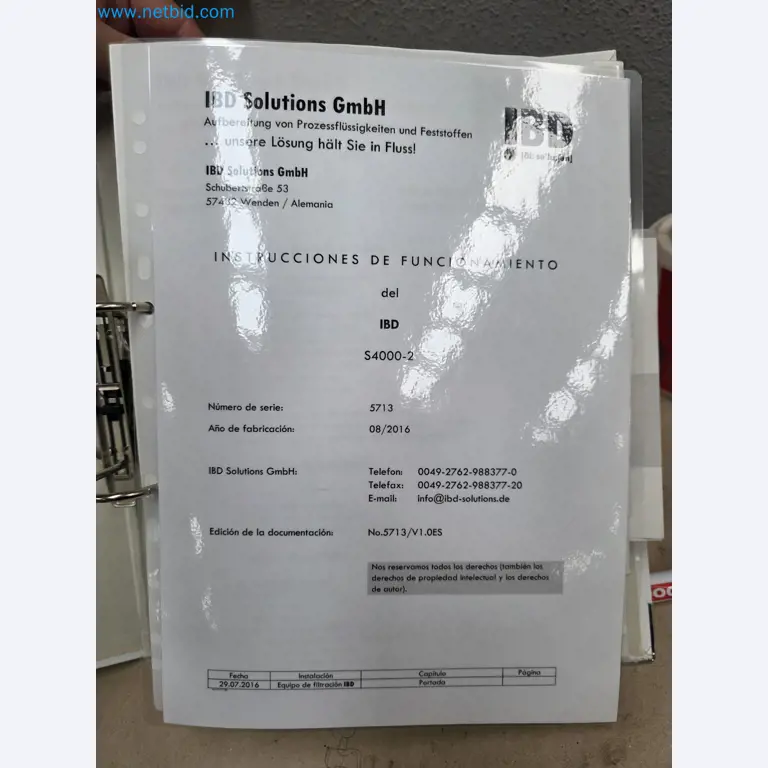 www.netbid.com
IBD Solutions GmbH
Aufbereitung von Prozessflüssigkeiten und Feststoffen
... unsere Lösung hält Sie in Fluss!
IBD
IBD Solutions GmbH
Schubertstraße 53
57482 Wenden / Alemania
INSTRUCCIONES DE FUNCIONAMIENTO
del
IBD
S4000-2
Número de serie: 5713
Año de fabricación: 08/2016
IBD Solutions GmbH: Telefon: 0049-2762-988377-0
Telefax: 0049-2762-988377-20
E-mail: info@ibd-solutions.de
Edición de la documentación: No.5713/V1.0ES
Nos reservamos todos los derechos (también los
derechos de propiedad intelectual y los derechos
de autor).
Fecha Instalación Capítulo Página
29.07.2016 Equipo de filtración IBD Portada